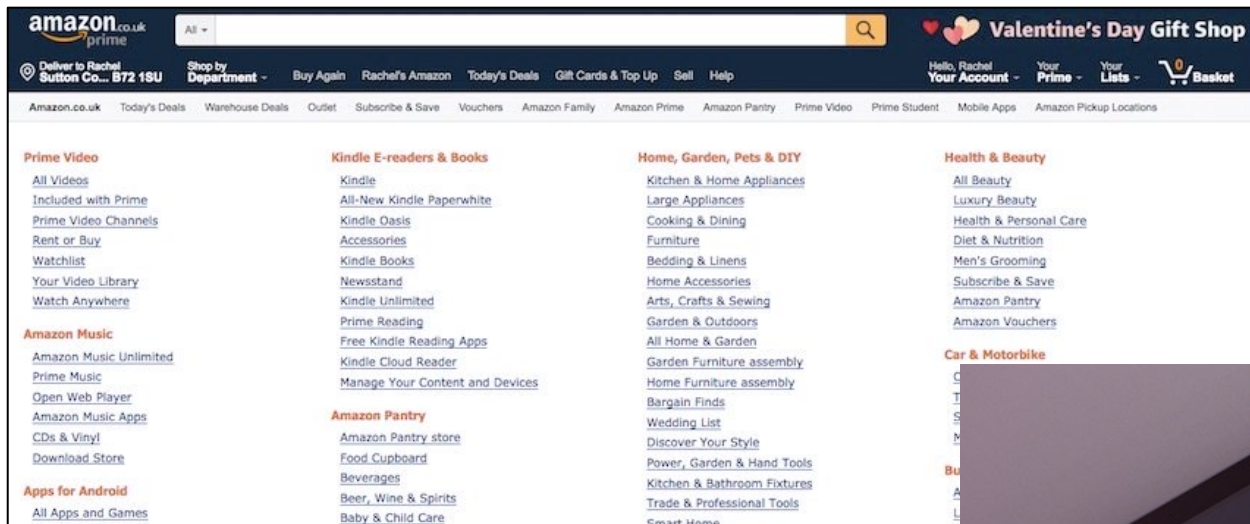 amazon.co.uk
prime
All
Valentine's Day Gift Shop
Deliver to Rachel
Sutton Co... B72 1SU
Shop by
Department
Buy Again
Rachel's Amazon
Today's Deals
Gift Cards & Top Up
Sell
Help
Hello, Rachel
Your Account
Your
Prime
Your
Lists
0
Basket
Amazon.co.uk
Today's Deals
Warehouse Deals
Outlet
Subscribe & Save
Vouchers
Amazon Family
Amazon Prime
Amazon Pantry
Prime Video
Prime Student
Mobile Apps
Amazon Pickup Locations
Prime Video
All Videos
Included with Prime
Prime Video Channels
Rent or Buy
Watchlist
Your Video Library
Watch Anywhere
Amazon Music
Amazon Music Unlimited
Prime Music
Open Web Player
Amazon Music Apps
CDs & Vinyl
Download Store
Apps for Android
All Apps and Games
Kindle E-readers & Books
Kindle
All-New Kindle Paperwhite
Kindle Oasis
Accessories
Kindle Books
Newsstand
Kindle Unlimited
Prime Reading
Free Kindle Reading Apps
Kindle Cloud Reader
Manage Your Content and Devices
Amazon Pantry
Amazon Pantry store
Food Cupboard
Beverages
Beer, Wine & Spirits
Baby & Child Care
Home, Garden, Pets & DIY
Kitchen & Home Appliances
Large Appliances
Cooking & Dining
Furniture
Bedding & Linens
Home Accessories
Arts, Crafts & Sewing
Garden & Outdoors
All Home & Garden
Garden Furniture assembly
Home Furniture assembly
Bargain Finds
Wedding List
Discover Your Style
Power, Garden & Hand Tools
Kitchen & Bathroom Fixtures
Trade & Professional Tools
Smart Home
Health & Beauty
All Beauty
Luxury Beauty
Health & Personal Care
Diet & Nutrition
Men's Grooming
Subscribe & Save
Amazon Pantry
Amazon Vouchers
Car & Motorbike